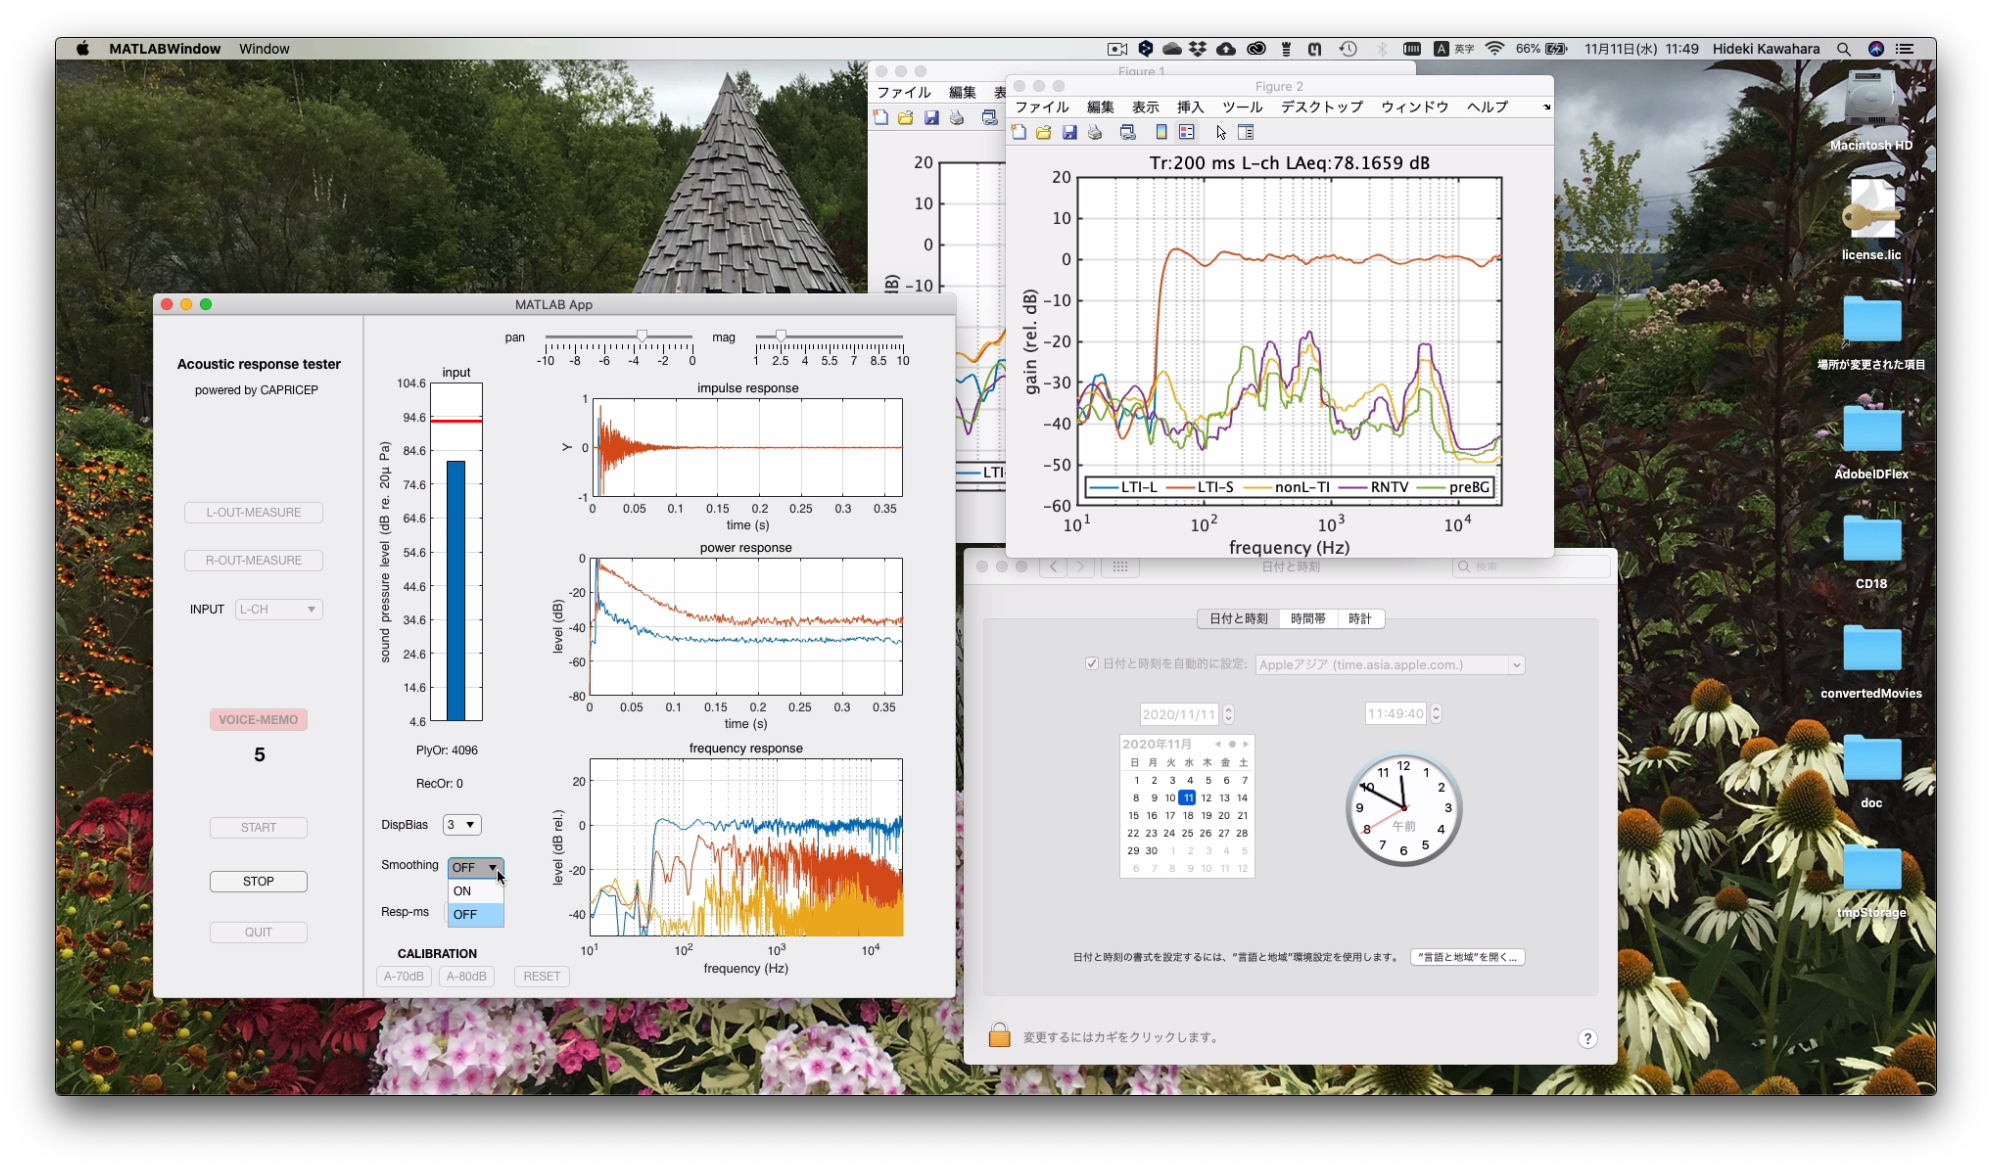 MATLABWindow Window
英字 66% 11月11日(水) 11:49 Hideki Kawahara
Macintosh HD
license.lic
場所が変更された項目
AdobeIDFlex
CD18
convertedMovies
doc
tmpStorage
Figure 1
ファイル 編集
20
10
0
-10
Figure 2
ファイル 編集 表示 挿入 ツール デスクトップ ウィンドウ ヘルプ
Tr:200 ms L-ch LAeq:78.1659 dB
gain (rel. dB)
20
10
0
-10
-20
-30
-40
-50
-60
LTI-L LTI-S nonL-TI RNTV preBG
10^1 10^2 10^3 10^4
frequency (Hz)
MATLAB App
Acoustic response tester
powered by CAPRICEP
L-OUT-MEASURE
R-OUT-MEASURE
INPUT L-CH
VOICE-MEMO
5
START
STOP
QUIT
pan
-10 -8 -6 -4 -2 0
mag
1 2.5 4 5.5 7 8.5 10
input
sound pressure level (dB re. 20μ Pa)
104.6
94.6
84.6
74.6
64.6
54.6
44.6
34.6
24.6
14.6
4.6
PlyOr: 4096
RecOr: 0
DispBias 3
Smoothing OFF
ON
OFF
Resp-ms
CALIBRATION
A-70dB A-80dB RESET
impulse response
Y
1
0
-1
0 0.05 0.1 0.15 0.2 0.25 0.3 0.35
time (s)
power response
level (dB)
0
-20
-40
-60
-80
0 0.05 0.1 0.15 0.2 0.25 0.3 0.35
time (s)
frequency response
level (dB rel.)
20
0
-20
-40
10^1 10^2 10^3 10^4
frequency (Hz)
日付と時刻
検索
日付と時刻 時間帯 時計
日付と時刻を自動的に設定: Appleアジア (time.asia.apple.com.)
2020/11/11
11:49:40
2020年11月
日 月 火 水 木 金 土
1 2 3 4 5 6 7
8 9 10 11 12 13 14
15 16 17 18 19 20 21
22 23 24 25 26 27 28
29 30 1 2 3 4 5
6 7 8 9 10 11 12
12 1 2 3 4 5 6 7 8 9 10 11
午前
日付と時刻の書式を設定するには、“言語と地域”環境設定を使用します。 “言語と地域”を開く...
変更するにはカギをクリックします。
?